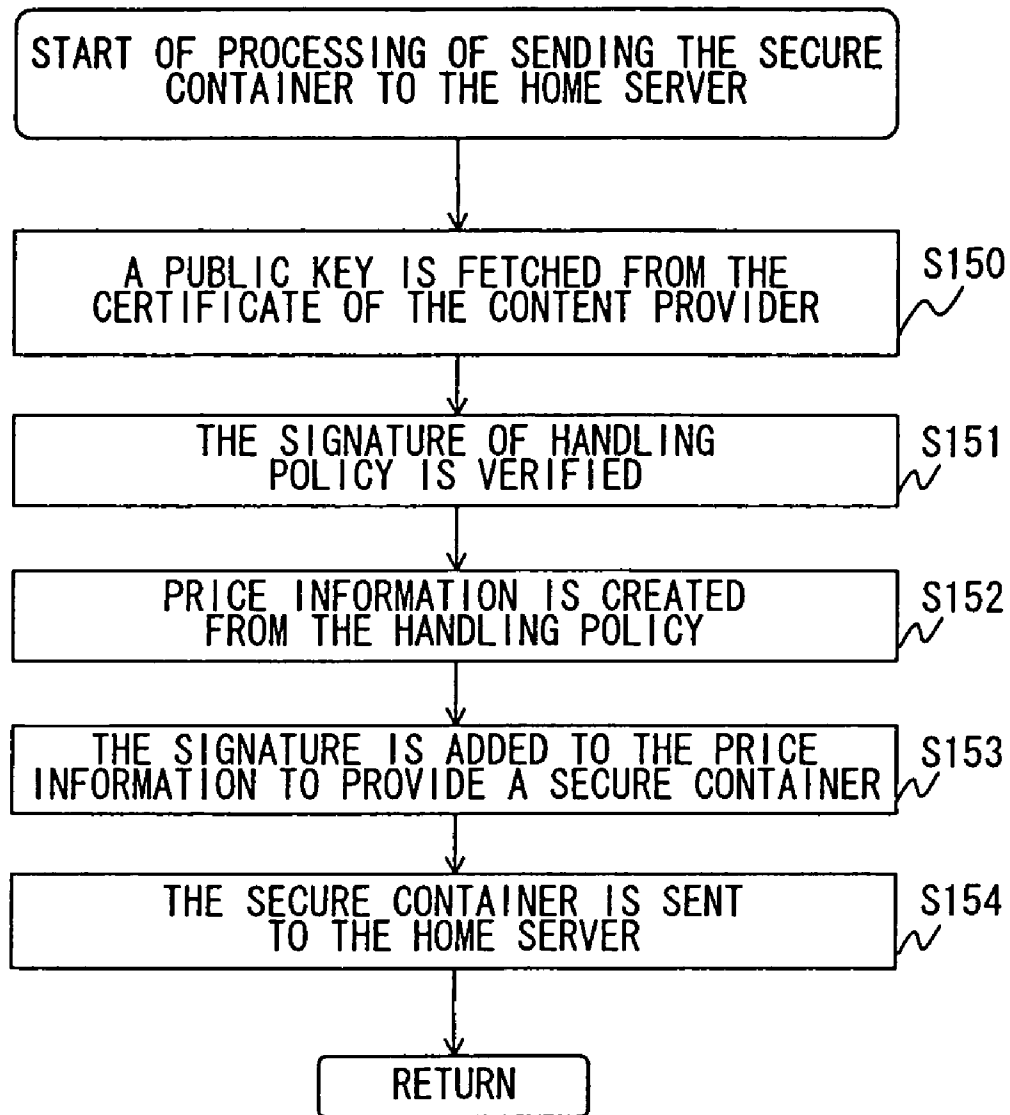 START OF PROCESSING OF SENDING THE SECURE
CONTAINER TO THE HOME SERVER
A PUBLIC KEY IS FETCHED FROM THE
CERTIFICATE OF THE CONTENT PROVIDER
S150
THE SIGNATURE OF HANDLING
POLICY IS VERIFIED
S151
PRICE INFORMATION IS CREATED
FROM THE HANDLING POLICY
S152
THE SIGNATURE IS ADDED TO THE PRICE
INFORMATION TO PROVIDE A SECURE CONTAINER
S153
THE SECURE CONTAINER IS SENT
TO THE HOME SERVER
S154
RETURN